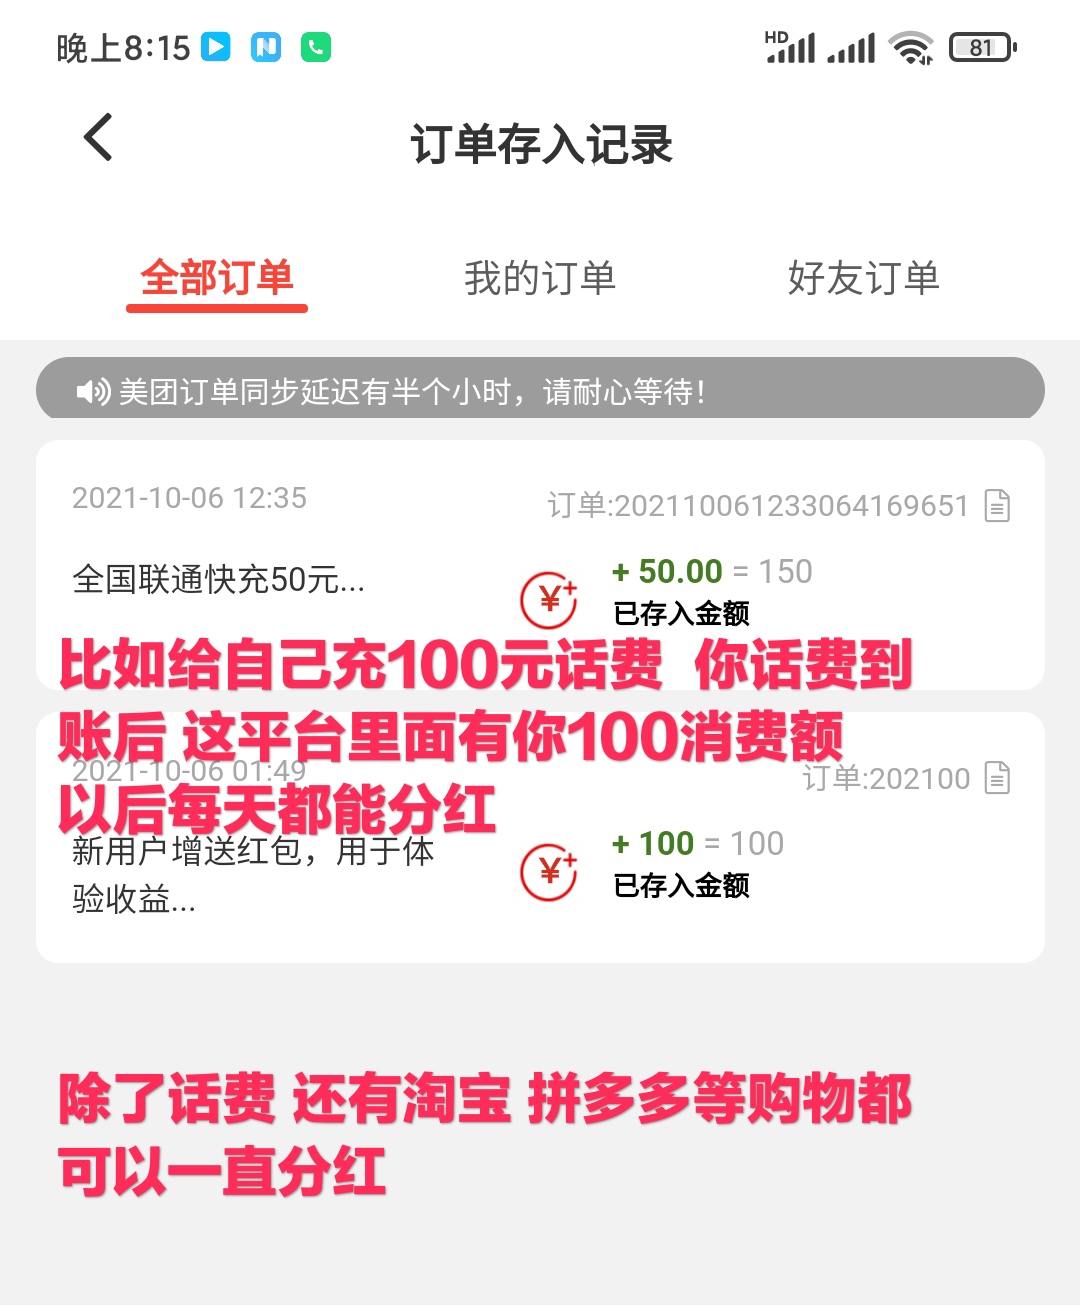 晚上8:15
HD
81
订单存入记录
全部订单 我的订单 好友订单
美团订单同步延迟有半个小时，请耐心等待！
2021-10-06 12:35 订单:2021100612330641​69651
全国联通快充50元...
+ 50.00 = 150
已存入金额
比如给自己充100元话费 你话费到
账后 这平台里面有你100消费额
2021-10-06 01:49 订单:202100
以后每天都能分红
新用户增送红包，用于体
验收益...
+ 100 = 100
已存入金额
除了话费 还有淘宝 拼多多等购物都
可以一直分红